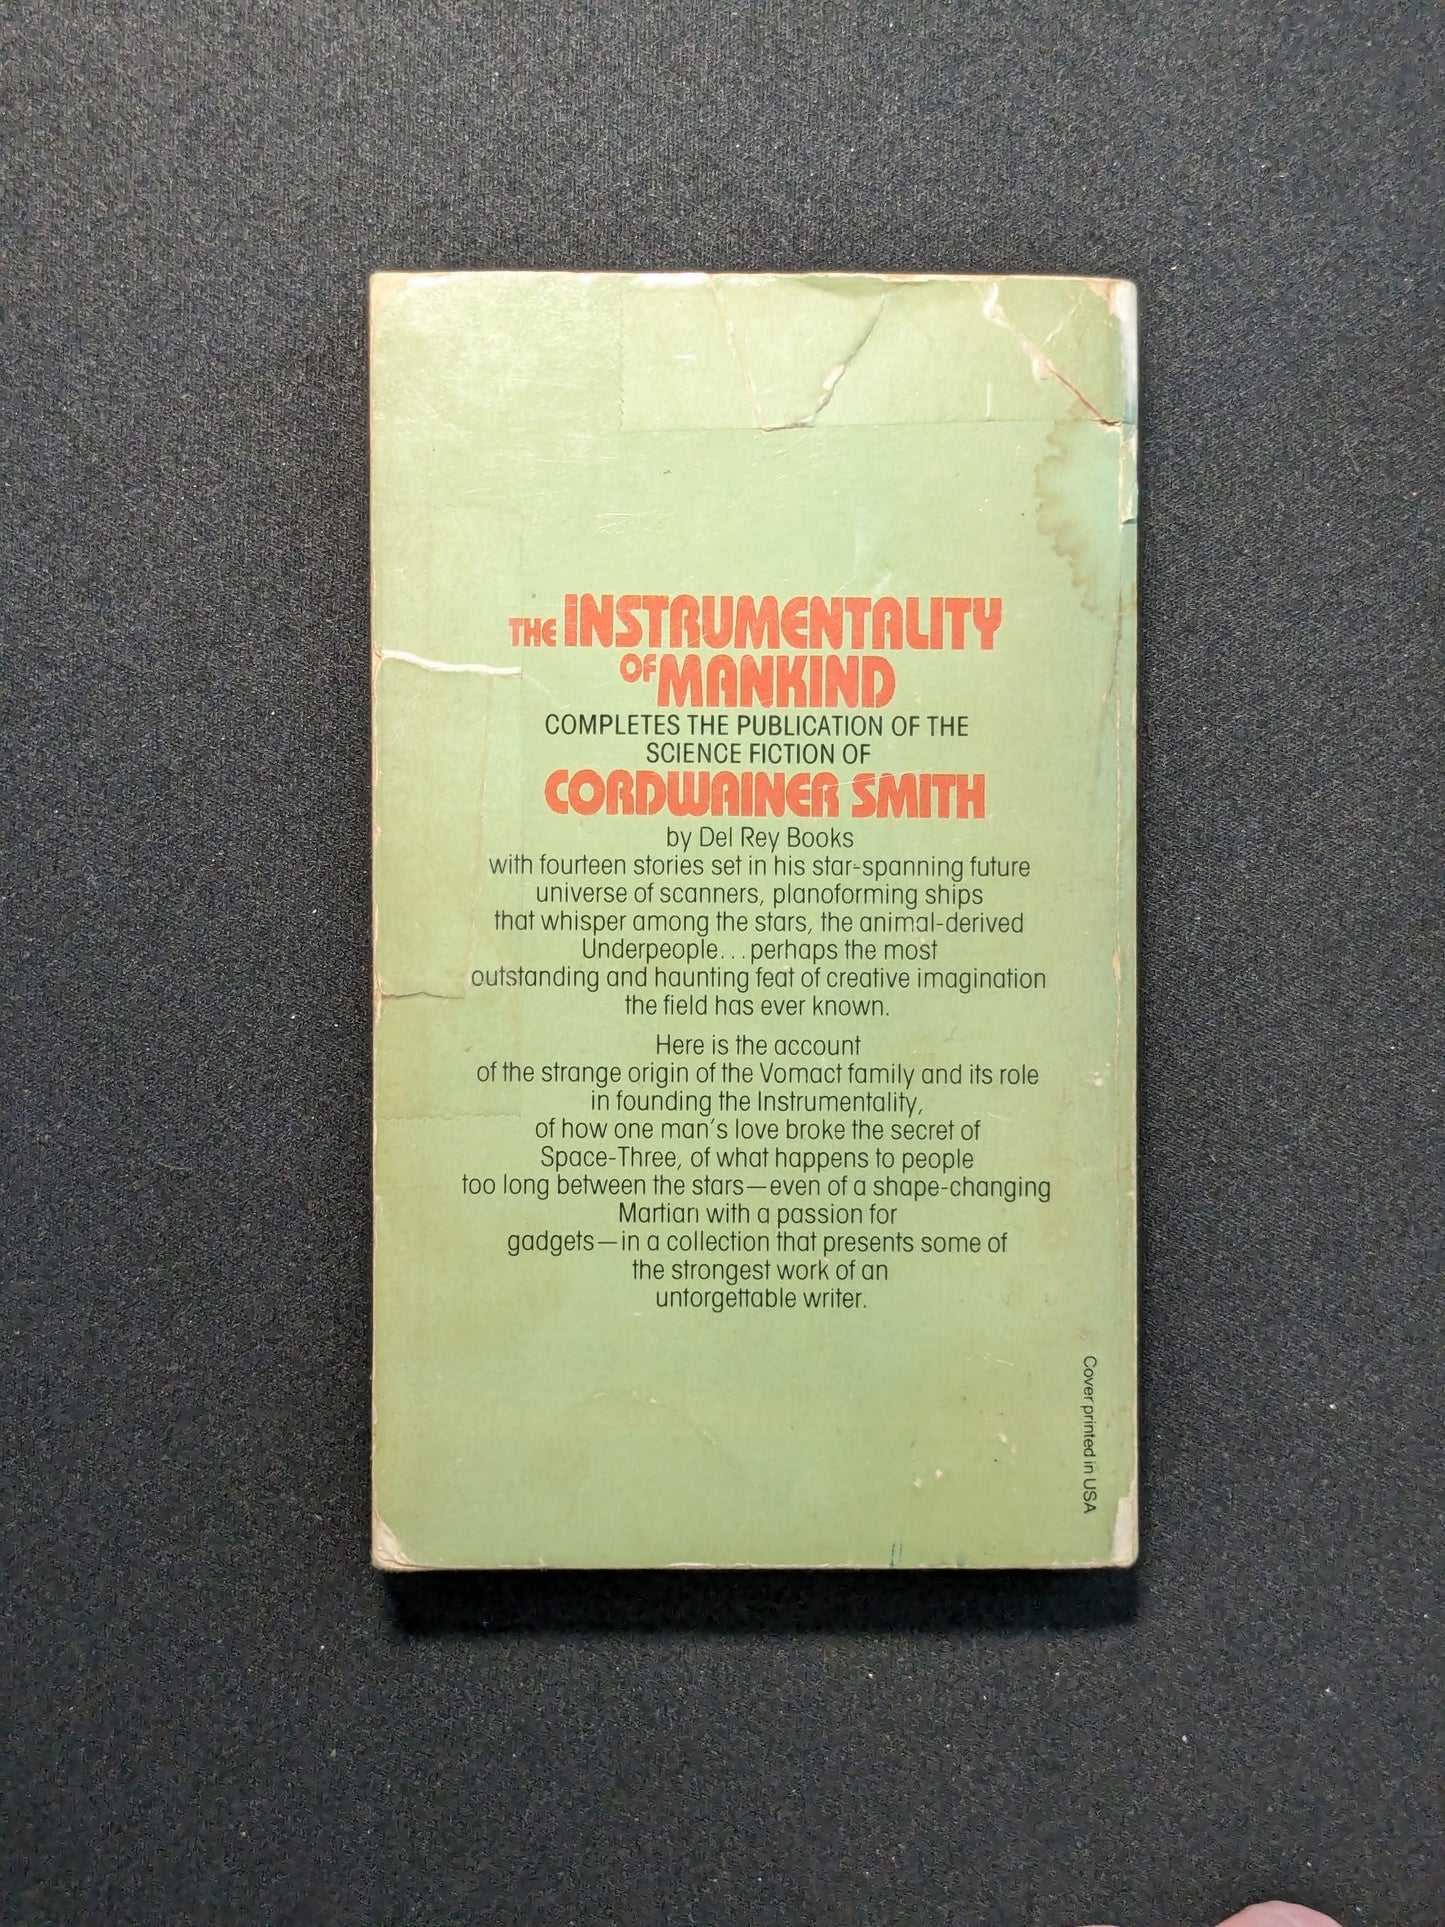 THE INSTRUMENTALITY
OF MANKIND
COMPLETES THE PUBLICATION OF THE
SCIENCE FICTION OF
CORDWAINER SMITH
by Del Rey Books
with fourteen stories set in his star-spanning future
universe of scanners, planoforming ships
that whisper among the stars, the animal-derived
Underpeople...perhaps the most
outstanding and haunting feat of creative imagination
the field has ever known.
Here is the account
of the strange origin of the Vomact family and its role
in founding the Instrumentality,
of how one man's love broke the secret of
Space-Three, of what happens to people
too long between the stars—even of a shape-changing
Martian with a passion for
gadgets—in a collection that presents some of
the strongest work of an
unforgettable writer.
Cover printed in USA